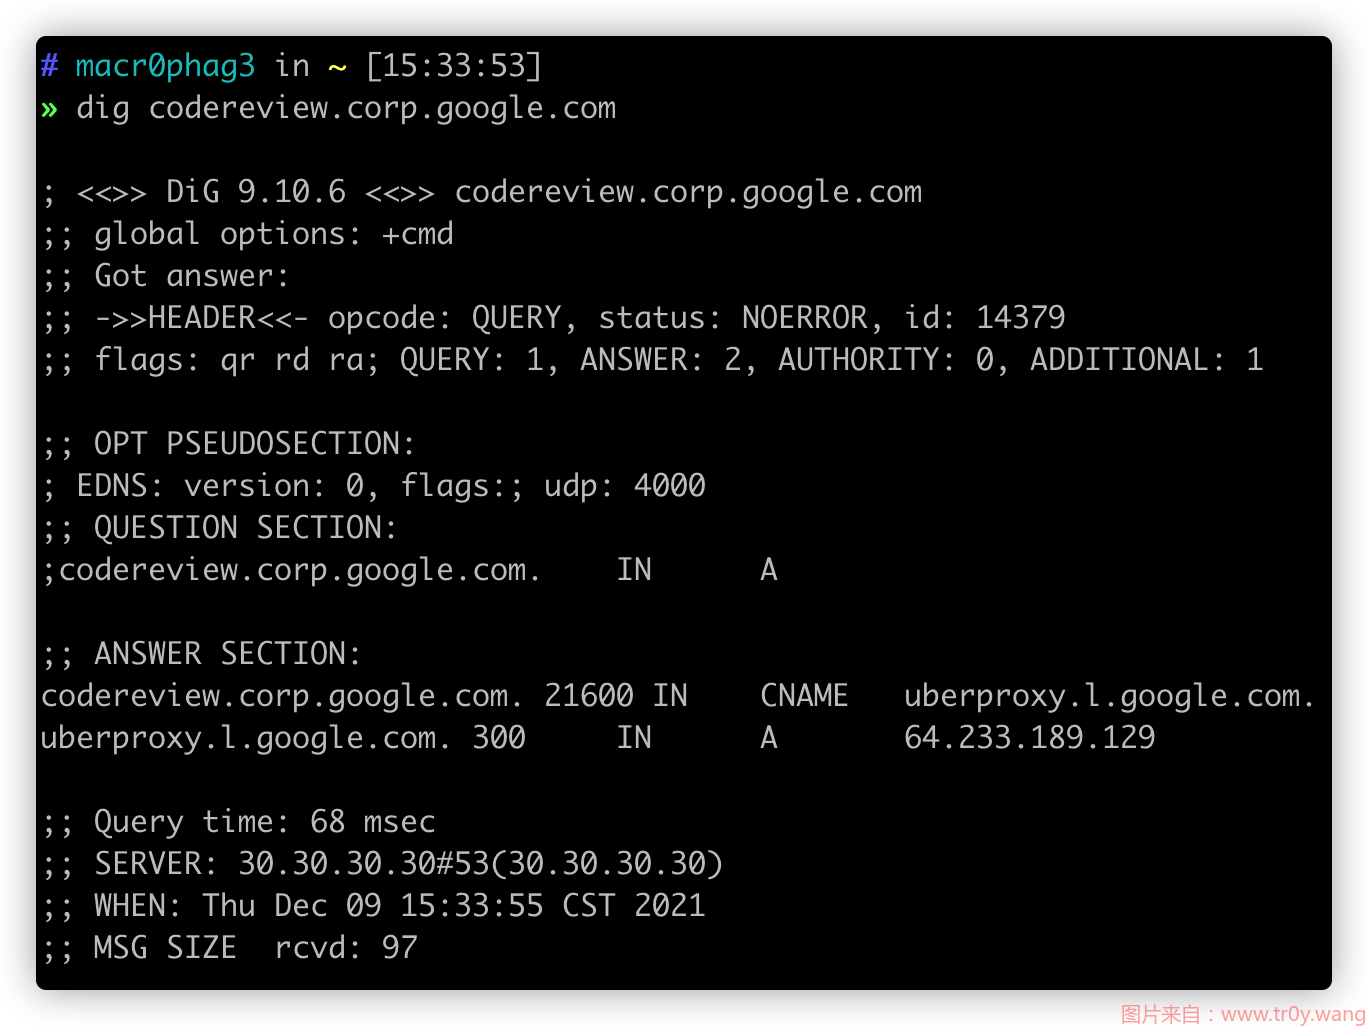 # macr0phag3 in ~ [15:33:53]
» dig codereview.corp.google.com
; <<>> DiG 9.10.6 <<>> codereview.corp.google.com
;; global options: +cmd
;; Got answer:
;; ->>HEADER<<- opcode: QUERY, status: NOERROR, id: 14379
;; flags: qr rd ra; QUERY: 1, ANSWER: 2, AUTHORITY: 0, ADDITIONAL: 1
;; OPT PSEUDOSECTION:
; EDNS: version: 0, flags:; udp: 4000
;; QUESTION SECTION:
;codereview.corp.google.com. IN A
;; ANSWER SECTION:
codereview.corp.google.com. 21600 IN CNAME uberproxy.l.google.com.
uberproxy.l.google.com. 300 IN A 64.233.189.129
;; Query time: 68 msec
;; SERVER: 30.30.30.30#53(30.30.30.30)
;; WHEN: Thu Dec 09 15:33:55 CST 2021
;; MSG SIZE rcvd: 97
图片来自：www.tr0y.wang